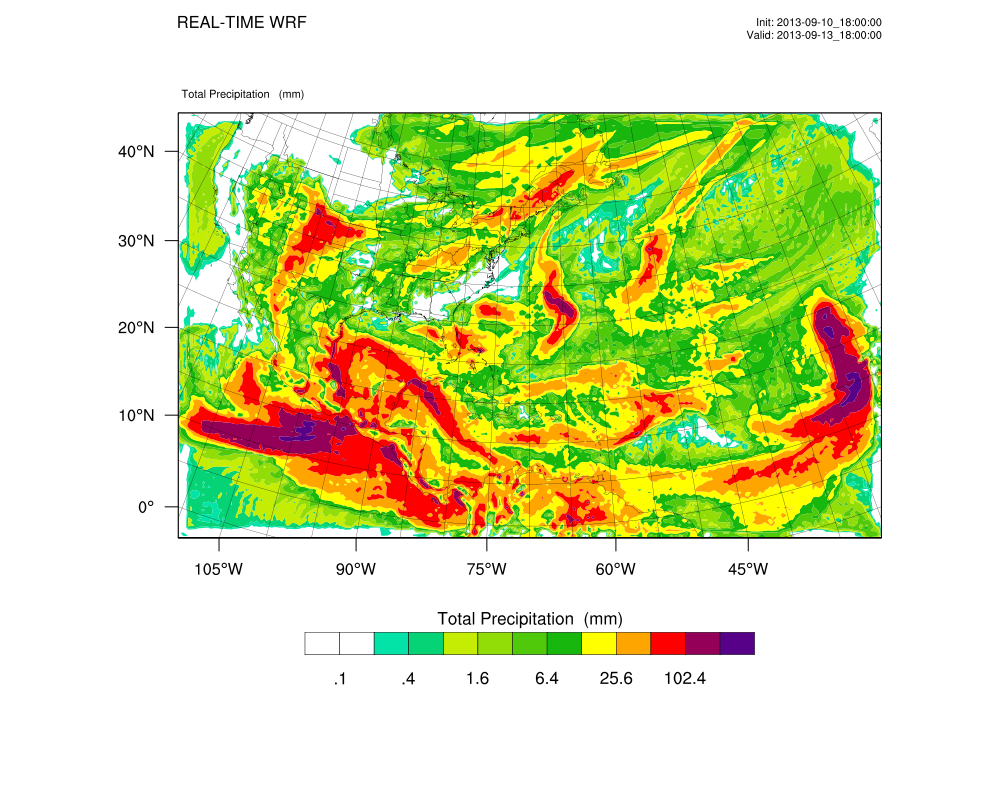 REAL-TIME WRF
Init: 2013-09-10_18:00:00
Valid: 2013-09-13_18:00:00
Total Precipitation (mm)
40°N
30°N
20°N
10°N
0°
105°W 90°W 75°W 60°W 45°W
Total Precipitation (mm)
.1 .4 1.6 6.4 25.6 102.4